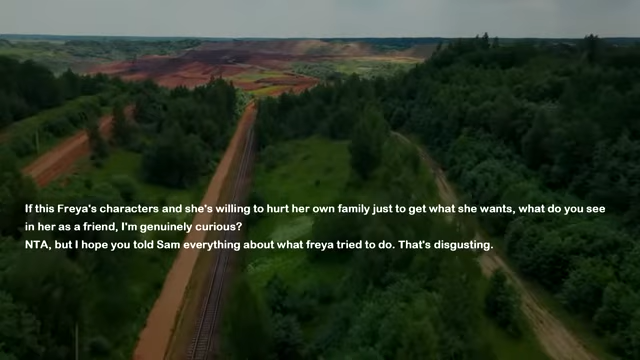 If this Freya's characters and she's willing to hurt her own family just to get what she wants, what do you see
in her as a friend, I'm genuinely curious?
NTA, but I hope you told Sam everything about what freya tried to do. That's disgusting.